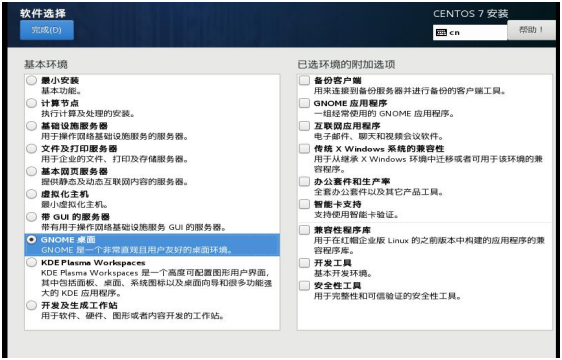 软件选择
完成(D)
CENTOS 7 安装
cn
帮助！
基本环境
最小安装
基本功能。
计算节点
执行计算及处理的安装。
基础设施服务器
用于操作网络基础设施服务的服务器。
文件及打印服务器
用于企业的文件、打印及存储服务器。
基本网页服务器
提供静态及动态互联网内容的服务器。
虚拟化主机
最小虚拟化主机。
带 GUI 的服务器
带有用于操作网络基础设施服务 GUI 的服务器。
GNOME 桌面
GNOME 是一个非常直观且用户友好的桌面环境。
KDE Plasma Workspaces
KDE Plasma Workspaces 是一个高度可配置图形用户界面，
其中包括面板、桌面、系统图标以及桌面向导和很多功能强
大的 KDE 应用程序。
开发及生成工作站
用于软件、硬件、图形或者内容开发的工作站。
已选环境的附加选项
备份客户端
用来连接到备份服务器并进行备份的客户端工具。
GNOME 应用程序
一组经常使用的 GNOME 应用程序。
互联网应用程序
电子邮件、聊天和视频会议软件。
传统 X Windows 系统的兼容性
用于从继承 X Windows 环境中迁移或者可用于该环境的兼
容程序。
办公套件和生产率
全套办公套件以及其它产品工具。
智能卡支持
支持使用智能卡验证。
兼容性程序库
用于在红帽企业版 Linux 的之前版本中构建的应用程序的兼
容程序库。
开发工具
基本开发环境。
安全性工具
用于完整性和可信验证的安全性工具。